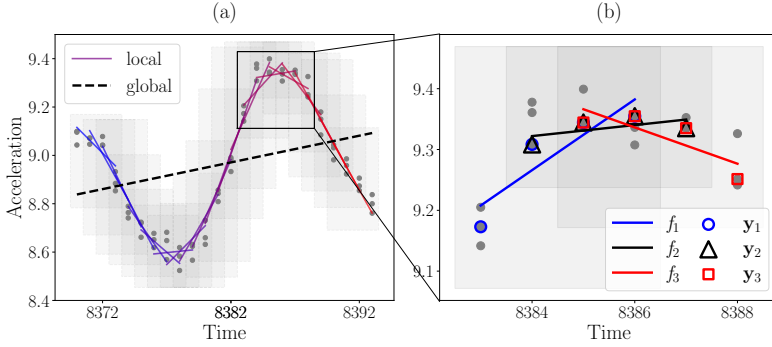 (a)
(b)
Acceleration
9.4
9.2
9.0
8.8
8.6
8.4
local
global
8372
8382
8392
Time
9.4
9.3
9.2
9.1
f₁ y₁
f₂ y₂
f₃ y₃
8384
8386
8388
Time